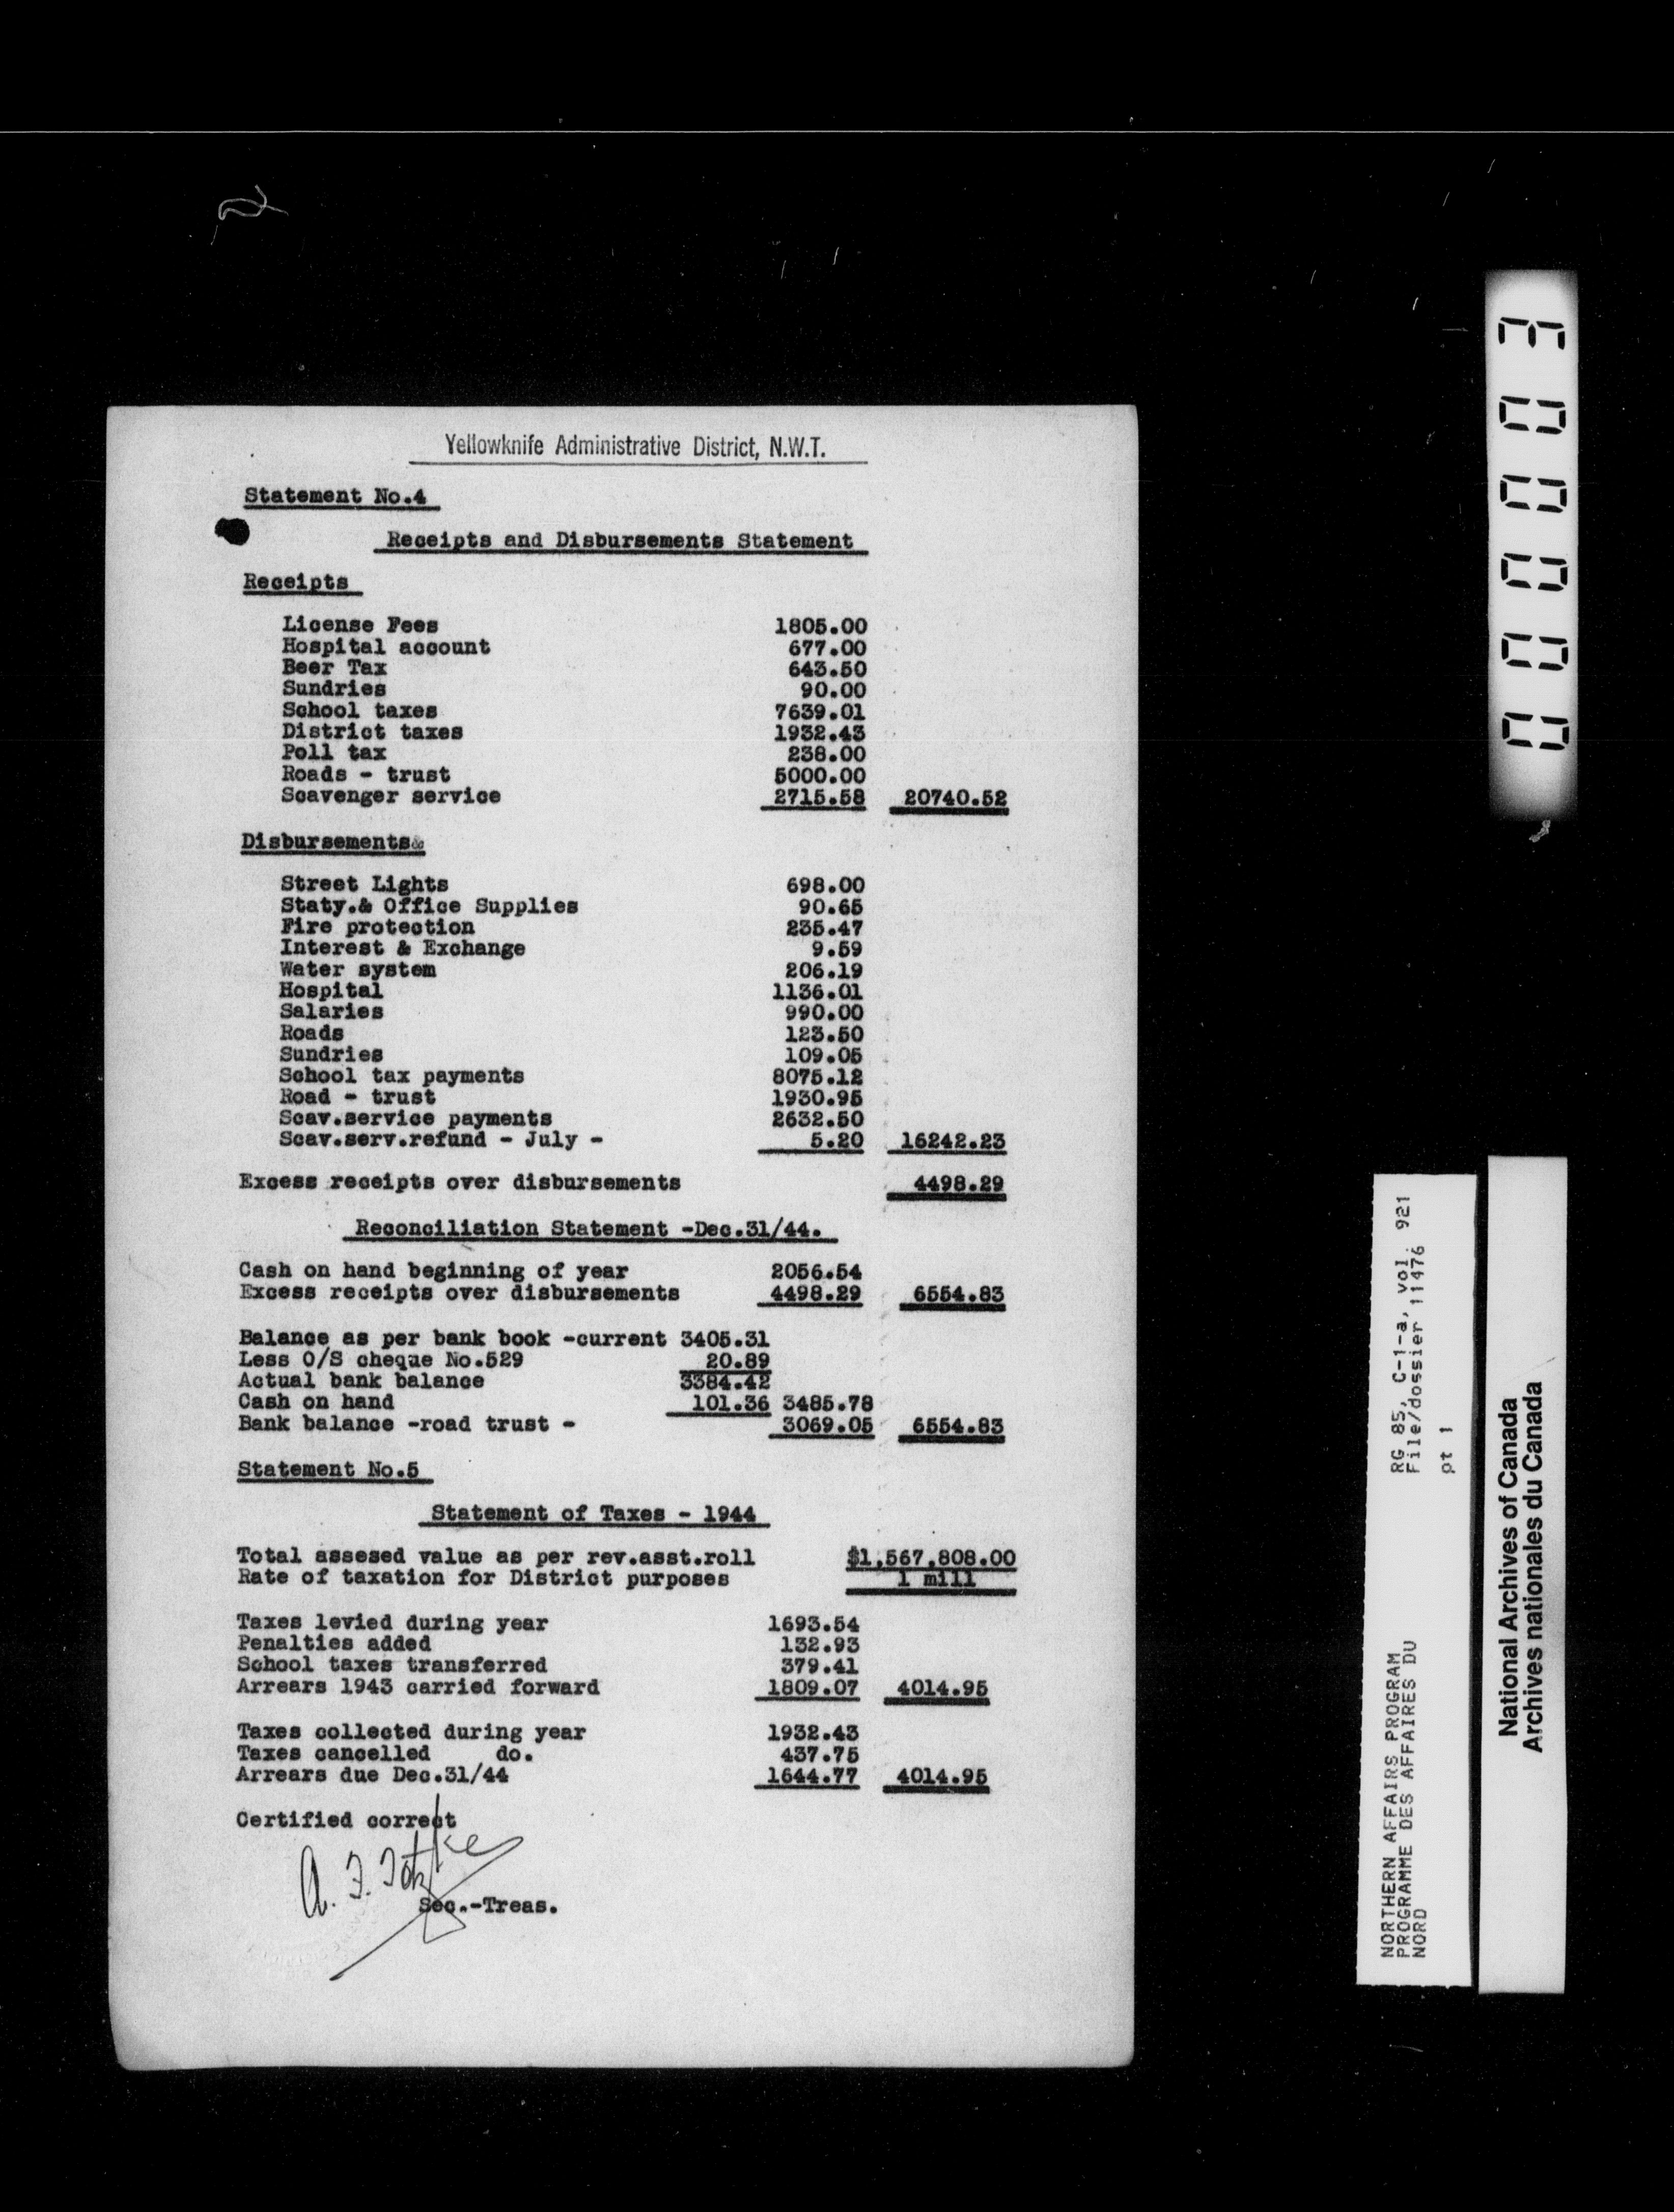 Yellowknife Administrative District, N.W.T.
Statement No.4
Receipts and Disbursements Statement
Receipts
License Fees 1805.00
Hospital account 677.00
Beer Tax 643.50
Sundries 90.00
School taxes 7639.01
District taxes 1932.43
Poll tax 238.00
Roads - trust 5000.00
Scavenger service 2715.58 20740.52
Disbursements
Street Lights 698.00
Staty.& Office Supplies 90.65
Fire protection 235.47
Interest & Exchange 9.59
Water system 206.19
Hospital 1136.01
Salaries 990.00
Roads 123.50
Sundries 109.05
School tax payments 8075.12
Road - trust 1930.95
Scav.service payments 2632.50
Scav.serv.refund - July - 5.20 16242.23
Excess receipts over disbursements 4498.29
Reconciliation Statement -Dec.31/44.
Cash on hand beginning of year 2056.54
Excess receipts over disbursements 4498.29 6554.83
Balance as per bank book -current 3405.31
Less O/S cheque No.529 20.89
Actual bank balance 3384.42
Cash on hand 101.36 3485.78
Bank balance -road trust - 3069.05 6554.83
Statement No.5
Statement of Taxes - 1944
Total assesed value as per rev.asst.roll $1,567,808.00
Rate of taxation for District purposes 1 mill
Taxes levied during year 1693.54
Penalties added 132.93
School taxes transferred 379.41
Arrears 1943 carried forward 1809.07 4014.95
Taxes collected during year 1932.43
Taxes cancelled do. 437.75
Arrears due Dec.31/44 1644.77 4014.95
Certified correct
Sec.-Treas.
000003
RG 85, C-1-a, vol. 921
File/dossier 11476
pt 1
NORTHERN AFFAIRS PROGRAM
PROGRAMME DES AFFAIRES DU
NORD
National Archives of Canada
Archives nationales du Canada